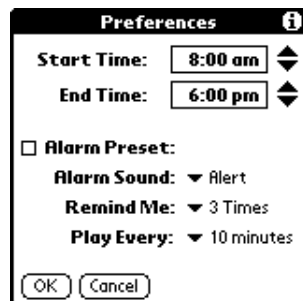 Preferences i
Start Time: 8:00 am
End Time: 6:00 pm
Alarm Preset:
Alarm Sound: Alert
Remind Me: 3 Times
Play Every: 10 minutes
OK Cancel